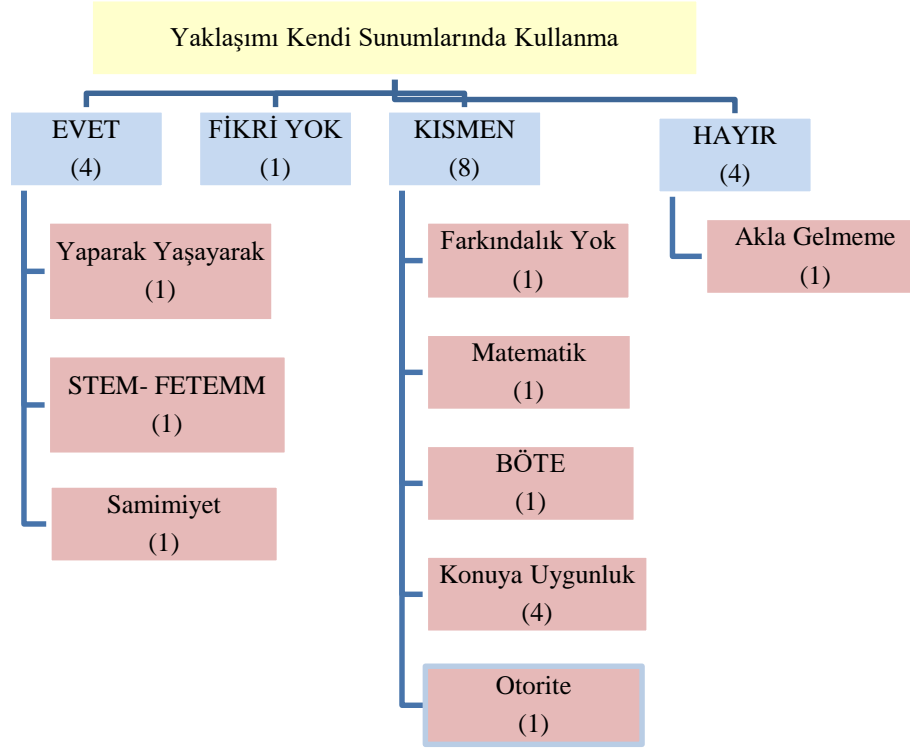 Yaklaşımı Kendi Sunumlarında Kullanma
EVET
(4)
FİKRİ YOK
(1)
KISMEN
(8)
HAYIR
(4)
Yaparak Yaşayarak
(1)
STEM- FETEMM
(1)
Samimiyet
(1)
Farkındalık Yok
(1)
Matematik
(1)
BÖTE
(1)
Konuya Uygunluk
(4)
Otorite
(1)
Akla Gelmeme
(1)